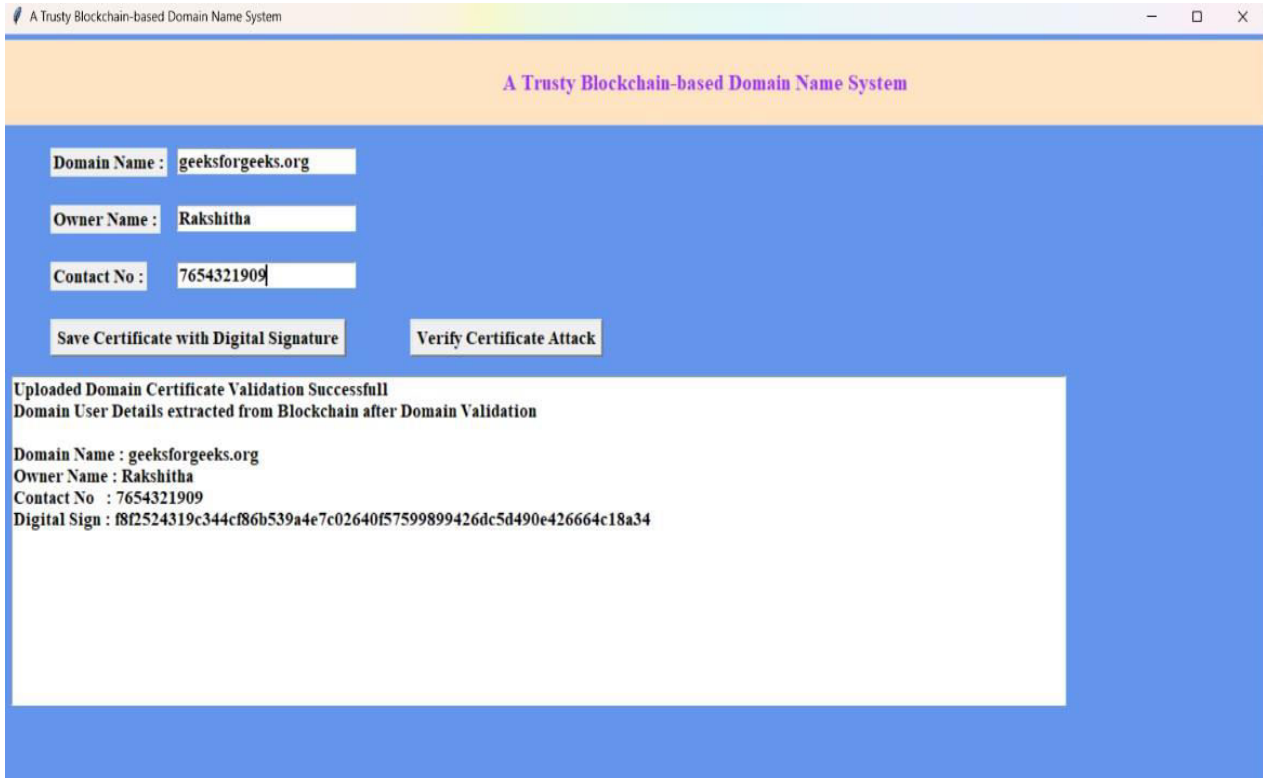 A Trusty Blockchain-based Domain Name System
A Trusty Blockchain-based Domain Name System
Domain Name : geeksforgeeks.org
Owner Name : Rakshitha
Contact No : 7654321909
Save Certificate with Digital Signature Verify Certificate Attack
Uploaded Domain Certificate Validation Successfull
Domain User Details extracted from Blockchain after Domain Validation
Domain Name : geeksforgeeks.org
Owner Name : Rakshitha
Contact No : 7654321909
Digital Sign : f8f2524319c344cf86b539a4e7c02640f57599899426dc5d490e426664c18a34